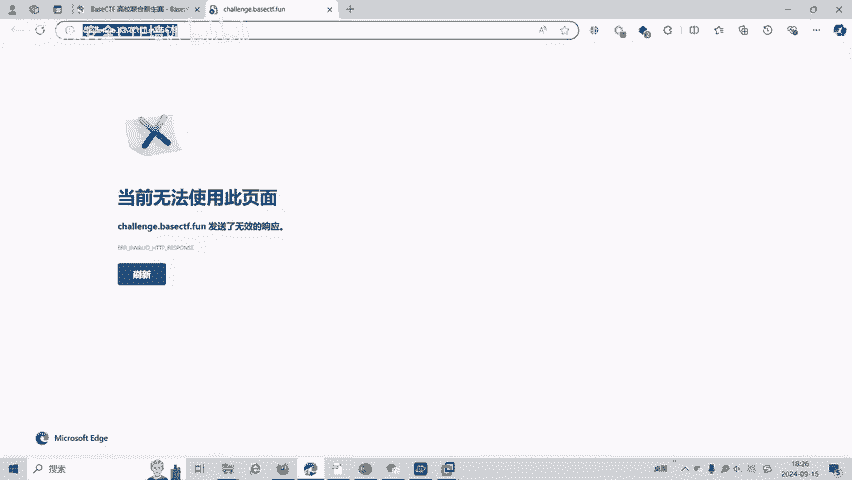 BaseCTF 高校联合新生赛 - Base
challenge.basectf.fun
当前无法使用此页面
challenge.basectf.fun 发送了无效的响应。
ERR_INVALID_HTTP_RESPONSE
刷新
Microsoft Edge
搜索
桌面
18:26
2024-09-15